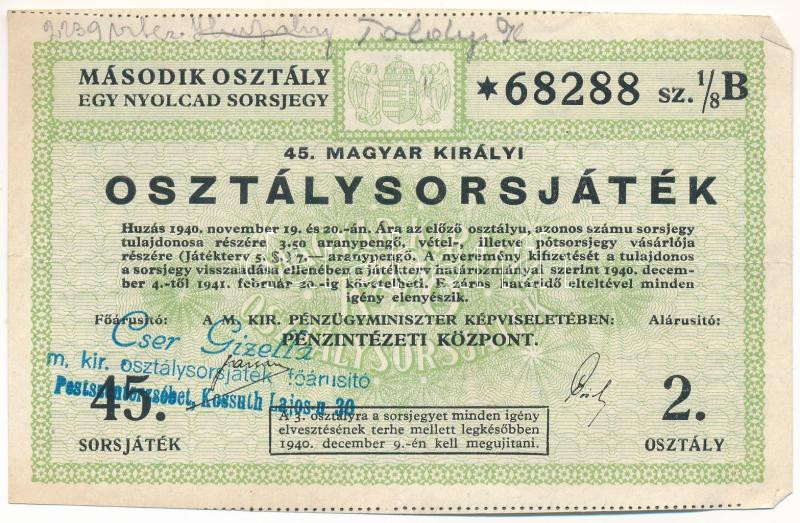 2239 Toldy K
MÁSODIK OSZTÁLY
EGY NYOLCAD SORSJEGY
*68288 SZ. 1/8 B
45. MAGYAR KIRÁLYI
OSZTÁLYSORSJÁTÉK
Huzás 1940. november 19. és 20.-án. Ára az előző osztályu, azonos számu sorsjegy
tulajdonosa részére 3.50 aranypengő, vétel-, illetve pótsorsjegy vásárlója
részére (Játékterv 5. §.) 7.— aranypengő. A nyeremény kifizetését a tulajdonos
a sorsjegy visszaadása ellenében a játékterv határozmányai szerint 1940. decem-
ber 4.-től 1941. február 20-ig követelheti. E záros határidő elteltével minden
igény elenyészik.
Főárusitó: A M. KIR. PÉNZÜGYMINISZTER KÉPVISELETÉBEN: Alárusitó:
PÉNZINTÉZETI KÖZPONT.
Cser Gizella
m. kir. osztálysorsjáték főárusító
Pestszenterzsébet, Kossuth Lajos-u 30
45.
SORSJÁTÉK
A 3. osztályra a sorsjegyet minden igény
elvesztésének terhe mellett legkésőbben
1940. december 9.-én kell megujitani.
2.
OSZTÁLY